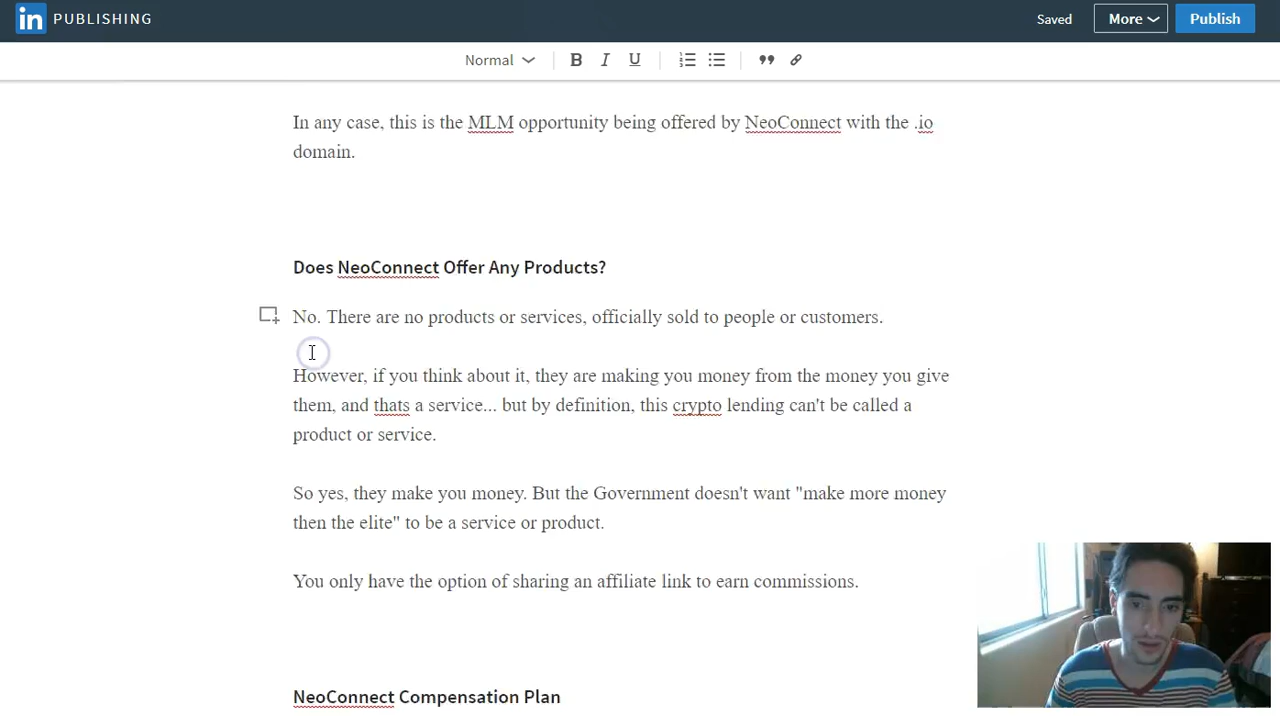 in PUBLISHING
Saved
More
Publish
Normal
B I U
In any case, this is the MLM opportunity being offered by NeoConnect with the .io
domain.
Does NeoConnect Offer Any Products?
No. There are no products or services, officially sold to people or customers.
However, if you think about it, they are making you money from the money you give
them, and thats a service... but by definition, this crypto lending can't be called a
product or service.
So yes, they make you money. But the Government doesn't want "make more money
then the elite" to be a service or product.
You only have the option of sharing an affiliate link to earn commissions.
NeoConnect Compensation Plan